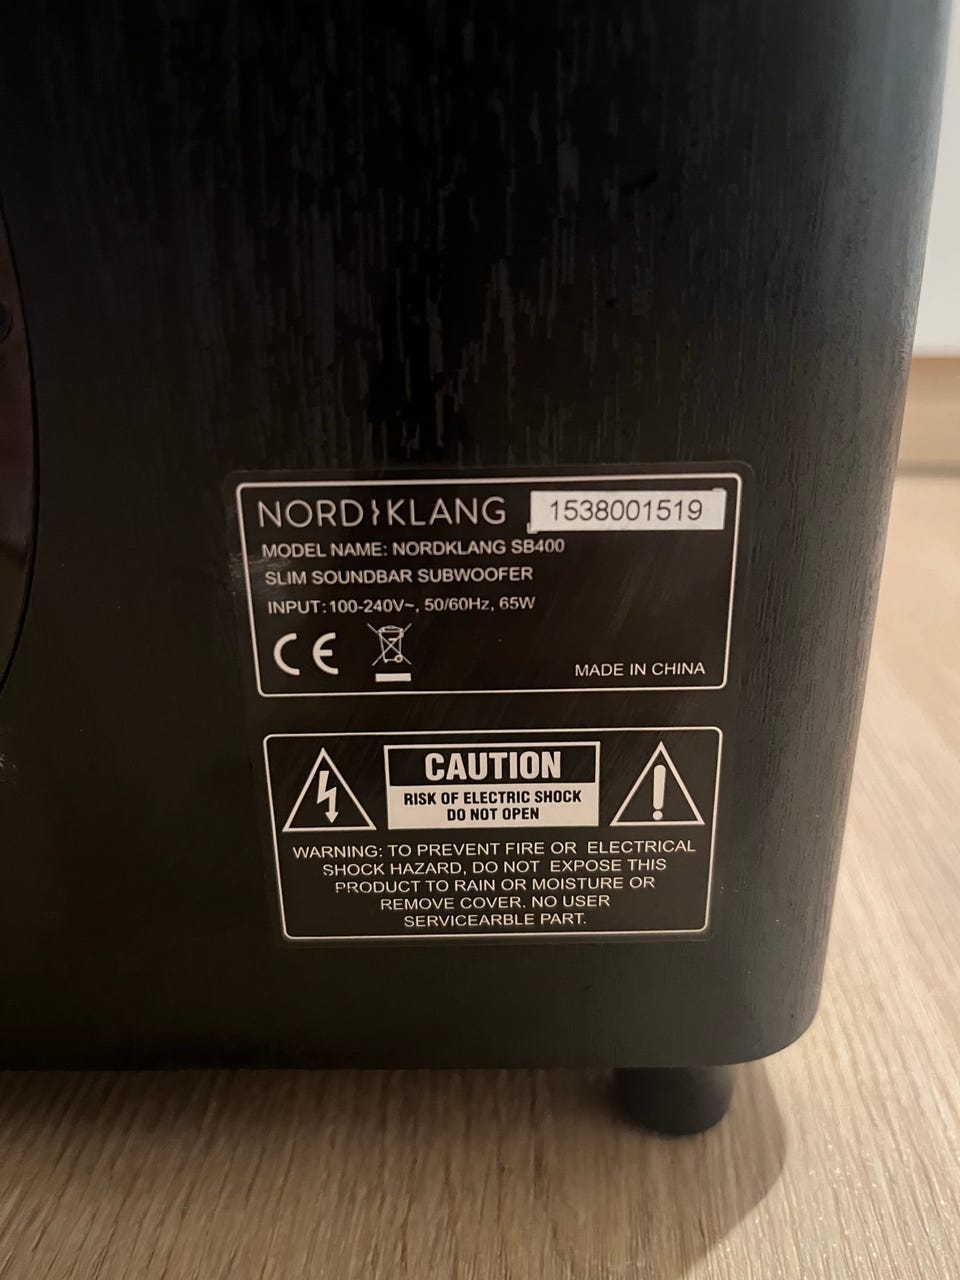 NORDKLANG 1538001519
MODEL NAME: NORDKLANG SB400
SLIM SOUNDBAR SUBWOOFER
INPUT: 100-240V~, 50/60Hz, 65W
CE
MADE IN CHINA
CAUTION
RISK OF ELECTRIC SHOCK
DO NOT OPEN
WARNING: TO PREVENT FIRE OR ELECTRICAL
SHOCK HAZARD, DO NOT EXPOSE THIS
PRODUCT TO RAIN OR MOISTURE OR
REMOVE COVER. NO USER
SERVICEARBLE PART.